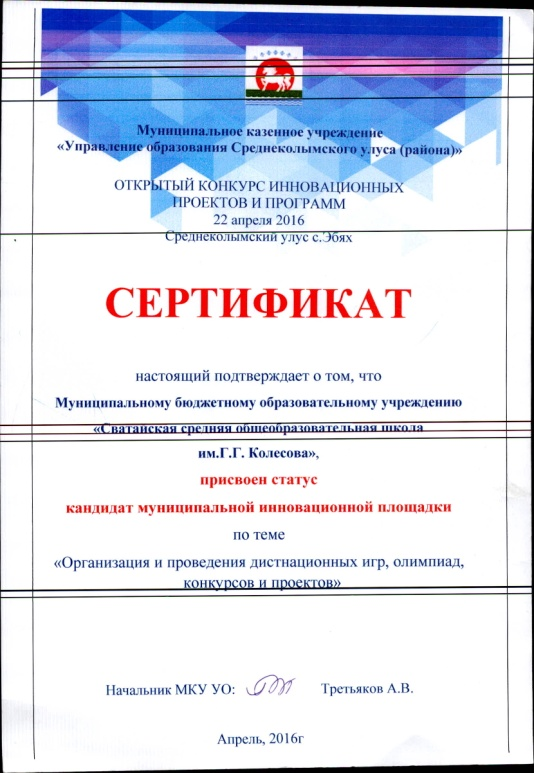 Муниципальное казенное учреждение
«Управление образования Среднеколымского улуса (района)»
ОТКРЫТЫЙ КОНКУРС ИННОВАЦИОННЫХ
ПРОЕКТОВ И ПРОГРАММ
22 апреля 2016
Среднеколымский улус с.Эбях
СЕРТИФИКАТ
настоящий подтверждает о том, что
Муниципальному бюджетному образовательному учреждению
«Сватайская средняя общеобразовательная школа
им.Г.Г. Колесова»,
присвоен статус
кандидат муниципальной инновационной площадки
по теме
«Организация и проведения дистнационных игр, олимпиад,
конкурсов и проектов»
Начальник МКУ УО: Третьяков А.В.
Апрель, 2016г